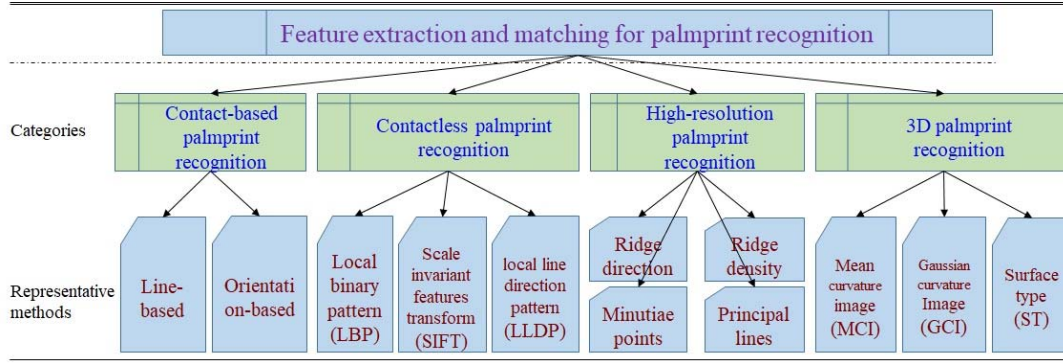 Feature extraction and matching for palmprint recognition
Categories
Contact-based
palmprint
recognition
Contactless palmprint
recognition
High-resolution
palmprint
recognition
3D palmprint
recognition
Representative
methods
Line-
based
Orientati
on-based
Local
binary
pattern
(LBP)
Scale
invariant
features
transform
(SIFT)
local line
direction
pattern
(LLDP)
Ridge
direction
Ridge
density
Minutiae
points
Principal
lines
Mean
curvature
image
(MCI)
Gaussian
curvature
Image
(GCI)
Surface
type
(ST)